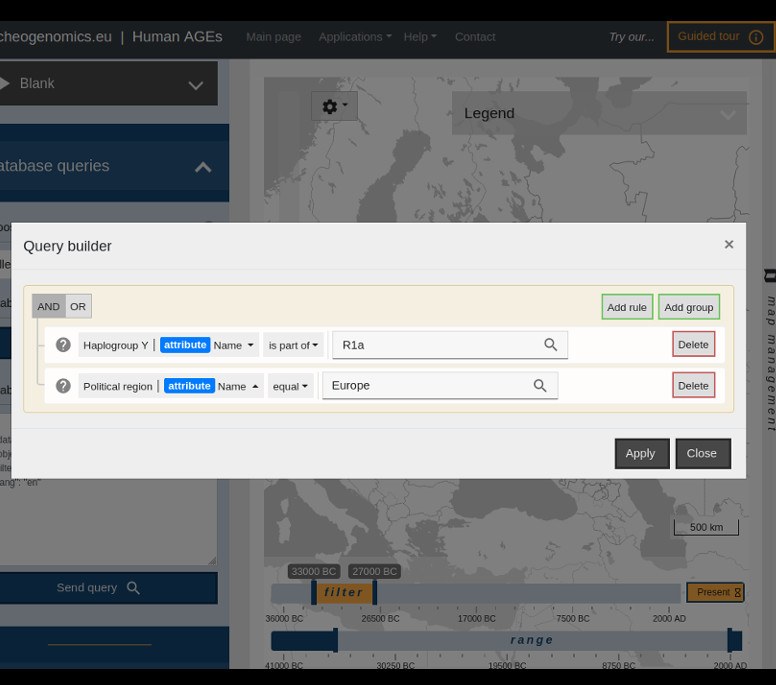 cheogenomics.eu | Human AGEs Main page Applications Help Contact Try our... Guided tour
Blank
Legend
atabase queries
Query builder ×
AND OR Add rule Add group
Haplogroup Y | attribute Name is part of R1a Delete
Political region | attribute Name equal Europe Delete
Apply Close
ang": "en"
500 km
Send query
33000 BC 27000 BC
filter Present
36000 BC 26500 BC 17000 BC 7500 BC 2000 AD
range
41000 BC 30250 BC 19500 BC 8750 BC 2000 AD
map management